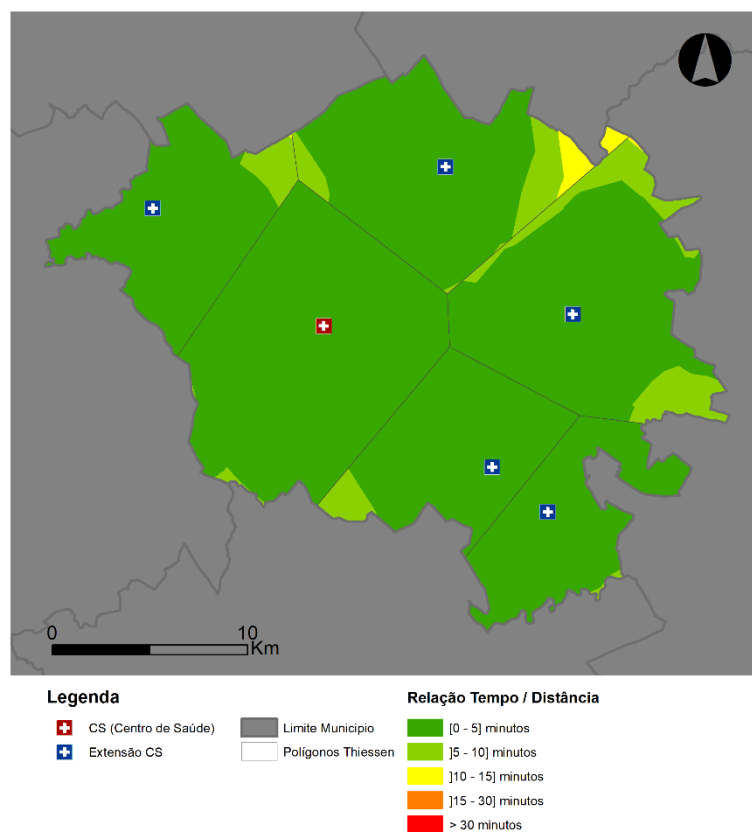 0 10
Km
Legenda
CS (Centro de Saúde)
Extensão CS
Limite Municipio
Polígonos Thiessen
Relação Tempo / Distância
[0 - 5] minutos
]5 - 10] minutos
]10 - 15] minutos
]15 - 30] minutos
> 30 minutos